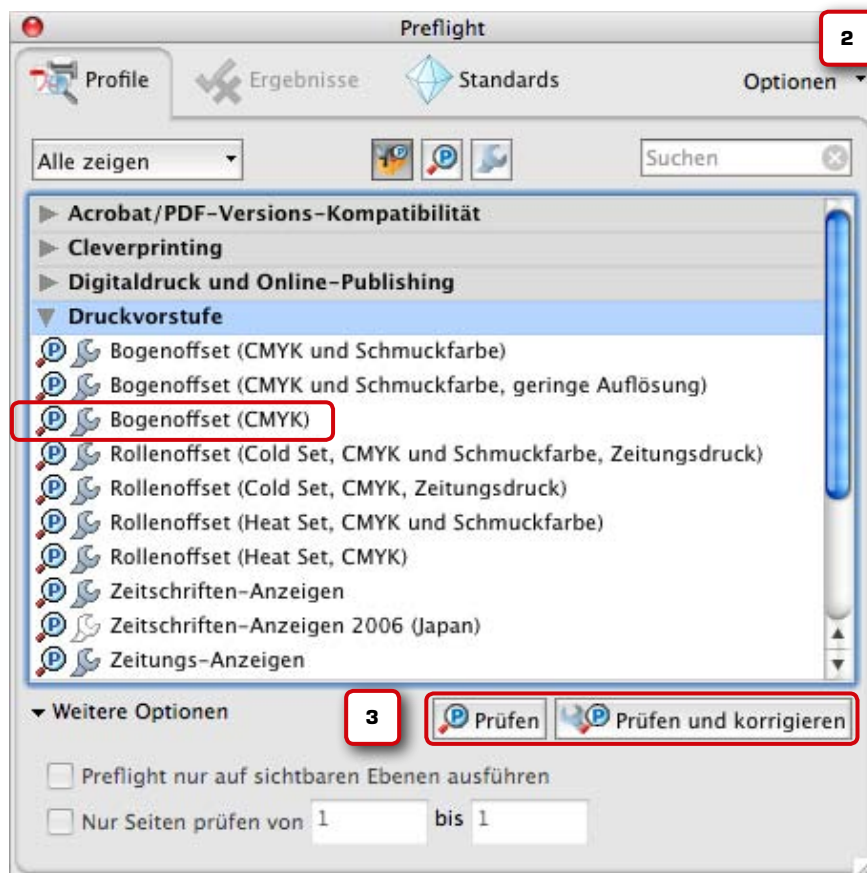 Preflight
2
Profile Ergebnisse Standards Optionen
Alle zeigen Suchen
Acrobat/PDF-Versions-Kompatibilität
Cleverprinting
Digitaldruck und Online-Publishing
Druckvorstufe
Bogenoffset (CMYK und Schmuckfarbe)
Bogenoffset (CMYK und Schmuckfarbe, geringe Auflösung)
Bogenoffset (CMYK)
Rollenoffset (Cold Set, CMYK und Schmuckfarbe, Zeitungsdruck)
Rollenoffset (Cold Set, CMYK, Zeitungsdruck)
Rollenoffset (Heat Set, CMYK und Schmuckfarbe)
Rollenoffset (Heat Set, CMYK)
Zeitschriften-Anzeigen
Zeitschriften-Anzeigen 2006 (Japan)
Zeitungs-Anzeigen
Weitere Optionen 3 Prüfen Prüfen und korrigieren
Preflight nur auf sichtbaren Ebenen ausführen
Nur Seiten prüfen von 1 bis 1